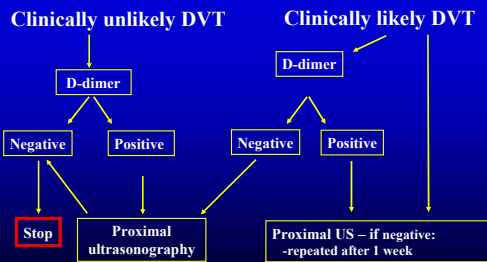 Clinically unlikely DVT
Clinically likely DVT
D-dimer
D-dimer
Negative
Positive
Negative
Positive
Stop
Proximal
ultrasonography
Proximal US – if negative:
-repeated after 1 week